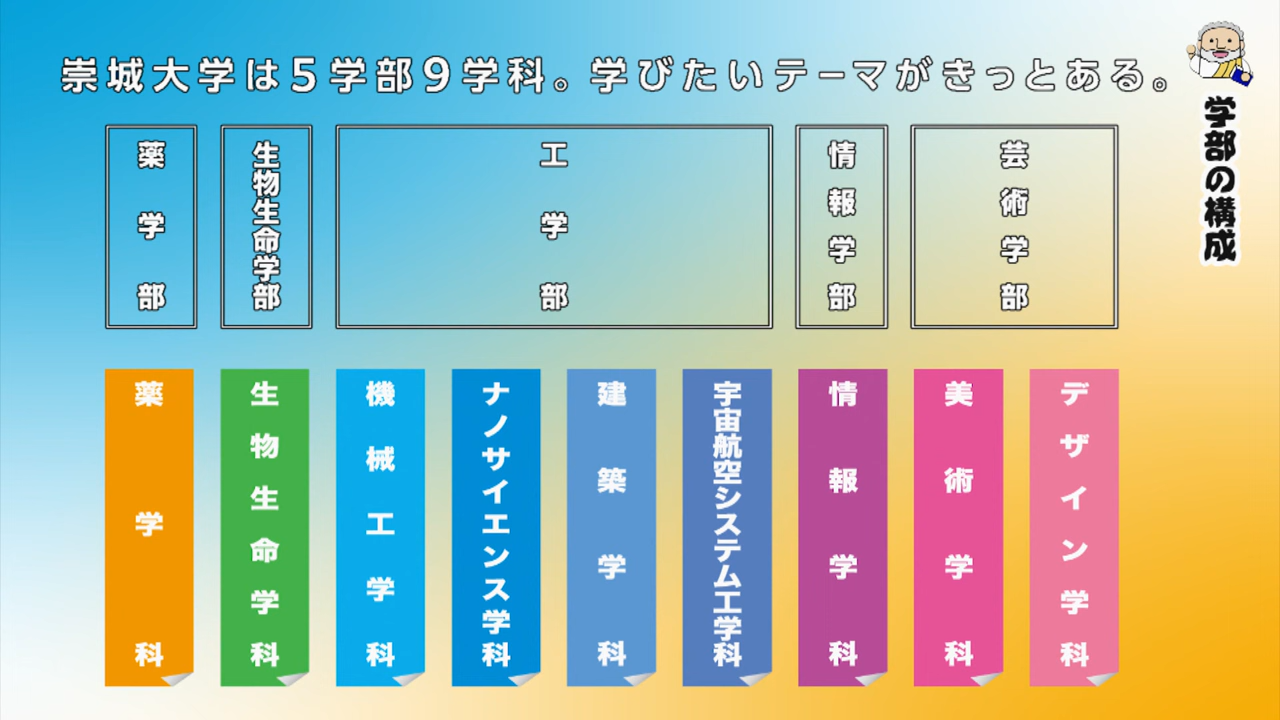 崇城大学は5学部9学科。学びたいテーマがきっとある。
学部の構成
薬学部
生物生命学部
工学部
情報学部
芸術学部
薬学科
生物生命学科
機械工学科
ナノサイエンス学科
建築学科
宇宙航空システム工学科
情報学科
美術学科
デザイン学科